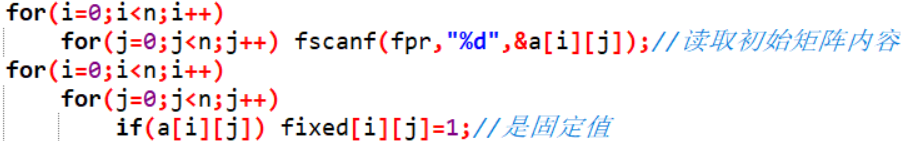 for(i=0;i<n;i++)
for(j=0;j<n;j++) fscanf(fpr,"%d",&a[i][j]);//读取初始矩阵内容
for(i=0;i<n;i++)
for(j=0;j<n;j++)
if(a[i][j]) fixed[i][j]=1;//是固定值